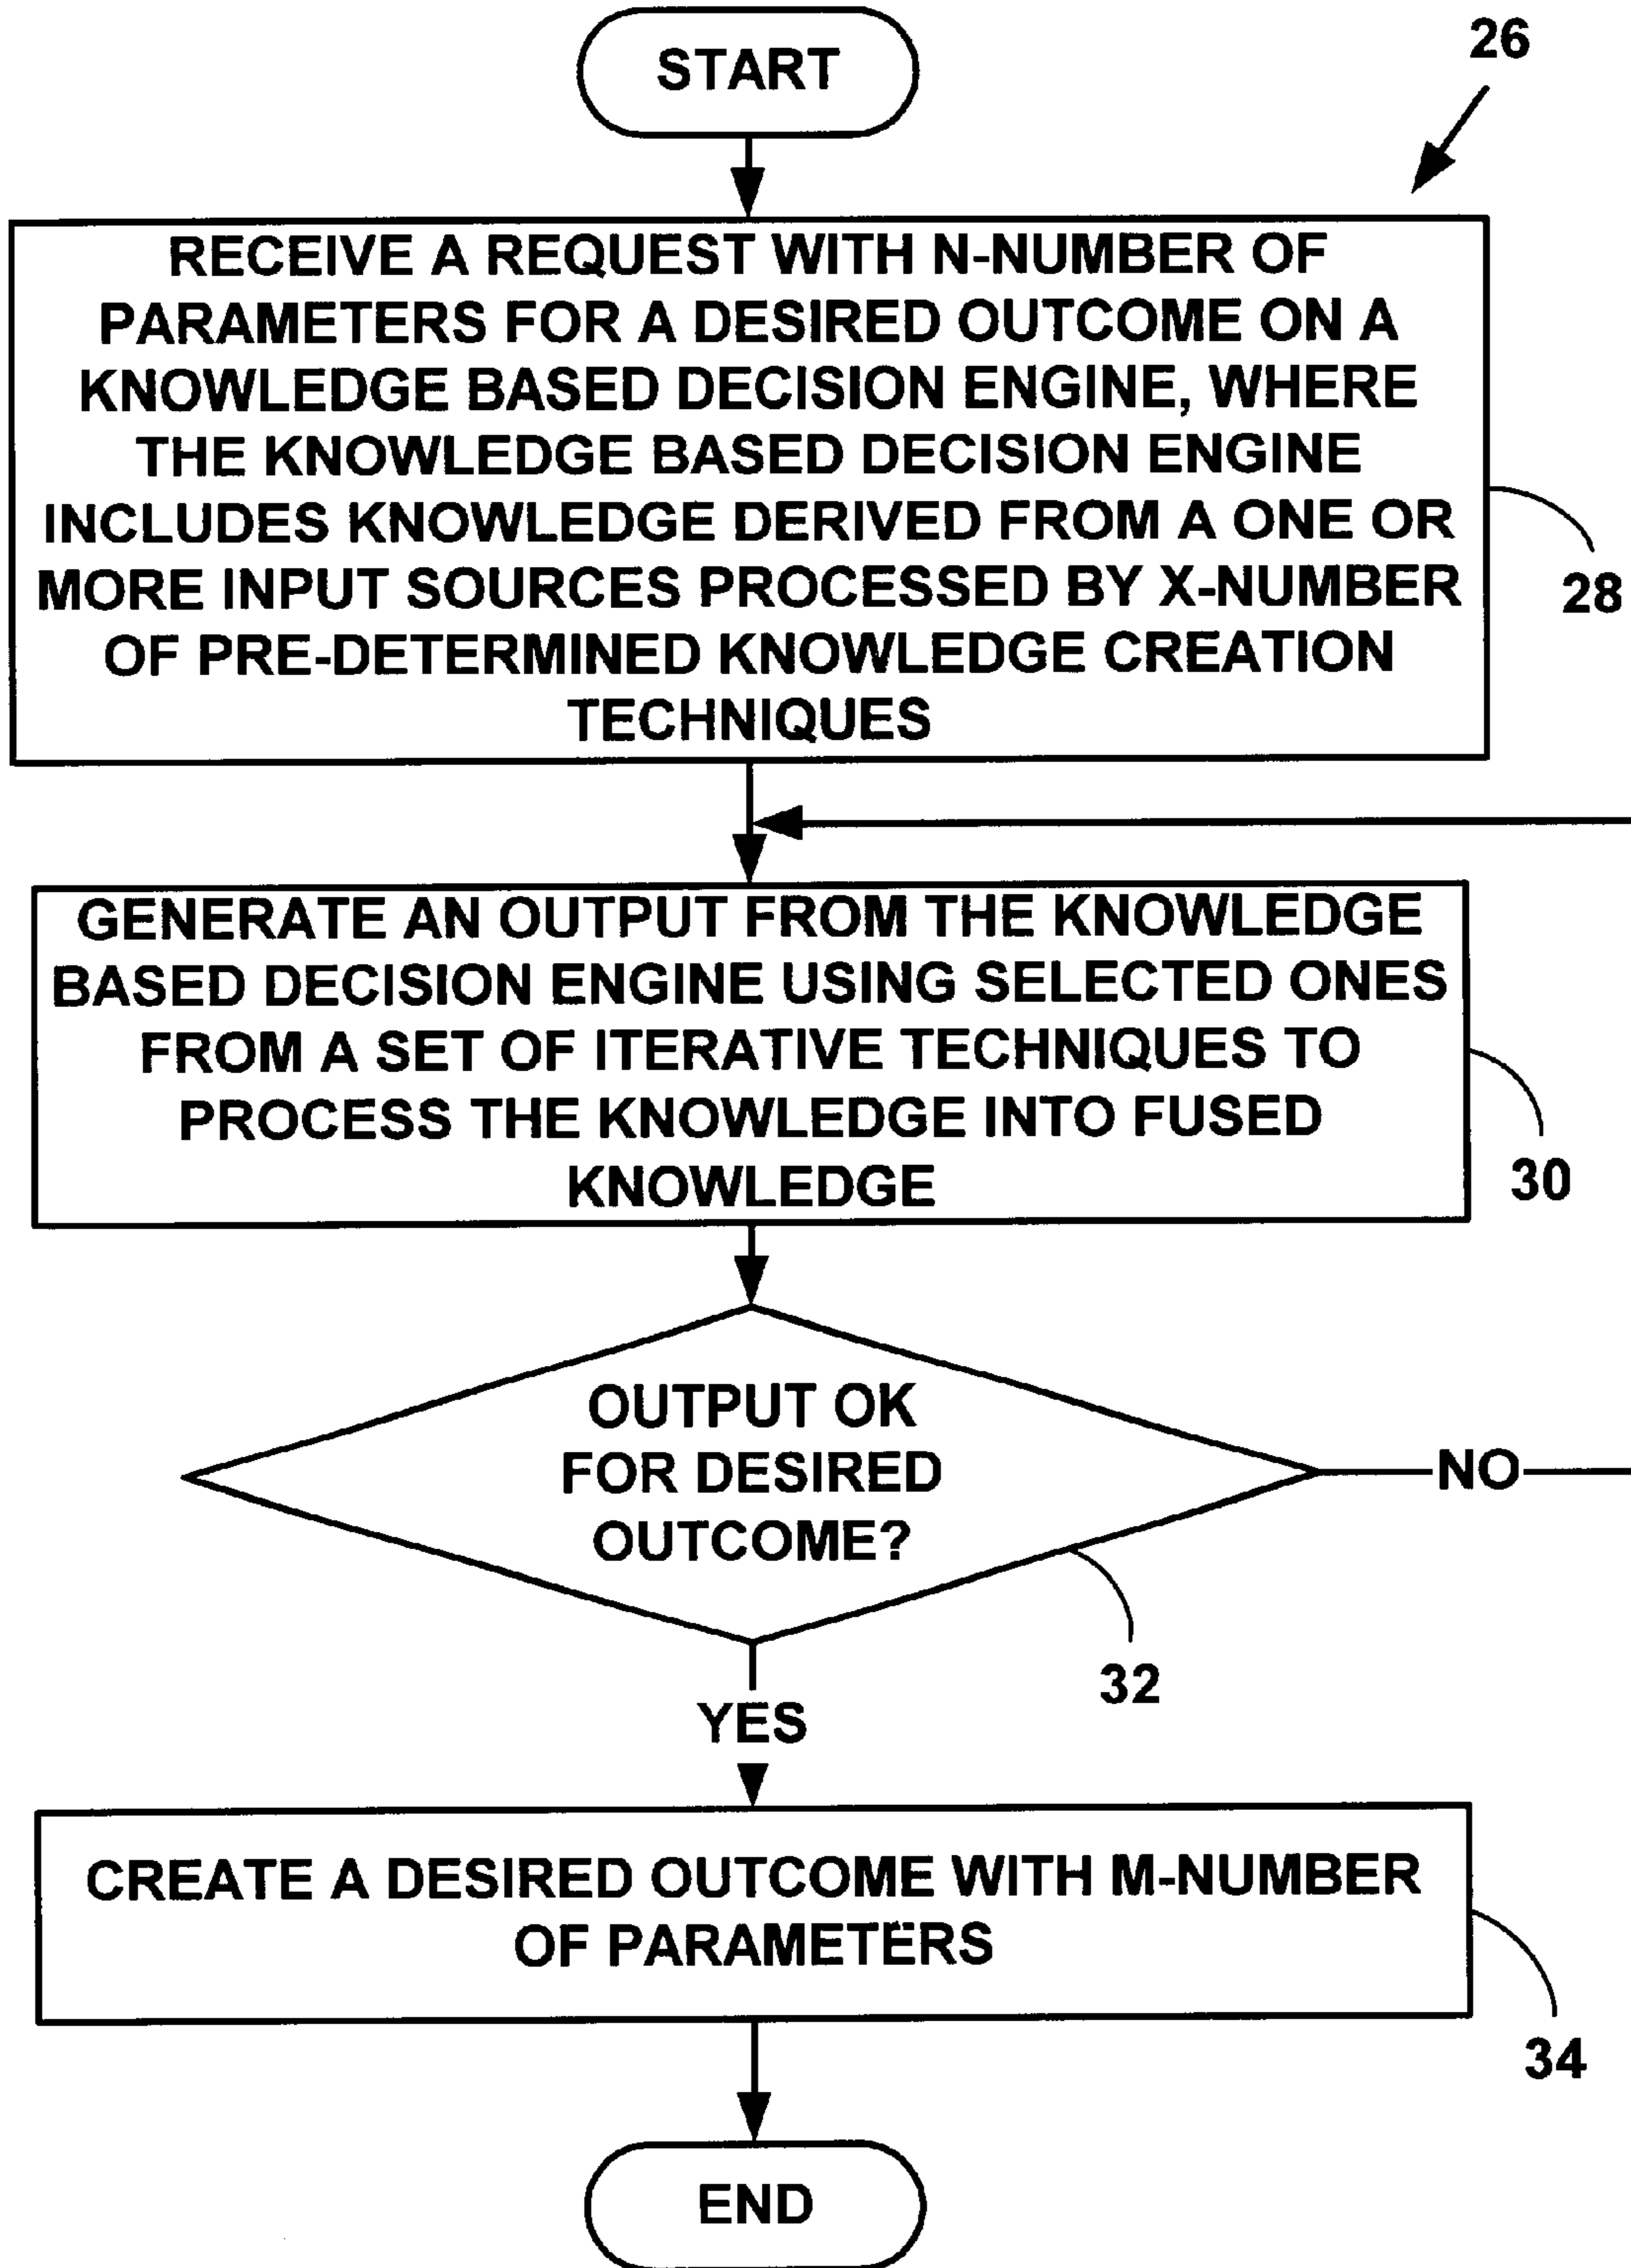 START
26
RECEIVE A REQUEST WITH N-NUMBER OF
PARAMETERS FOR A DESIRED OUTCOME ON A
KNOWLEDGE BASED DECISION ENGINE, WHERE
THE KNOWLEDGE BASED DECISION ENGINE
INCLUDES KNOWLEDGE DERIVED FROM A ONE OR
MORE INPUT SOURCES PROCESSED BY X-NUMBER
OF PRE-DETERMINED KNOWLEDGE CREATION
TECHNIQUES
28
GENERATE AN OUTPUT FROM THE KNOWLEDGE
BASED DECISION ENGINE USING SELECTED ONES
FROM A SET OF ITERATIVE TECHNIQUES TO
PROCESS THE KNOWLEDGE INTO FUSED
KNOWLEDGE
30
OUTPUT OK
FOR DESIRED
OUTCOME?
NO
32
YES
CREATE A DESIRED OUTCOME WITH M-NUMBER
OF PARAMETERS
34
END